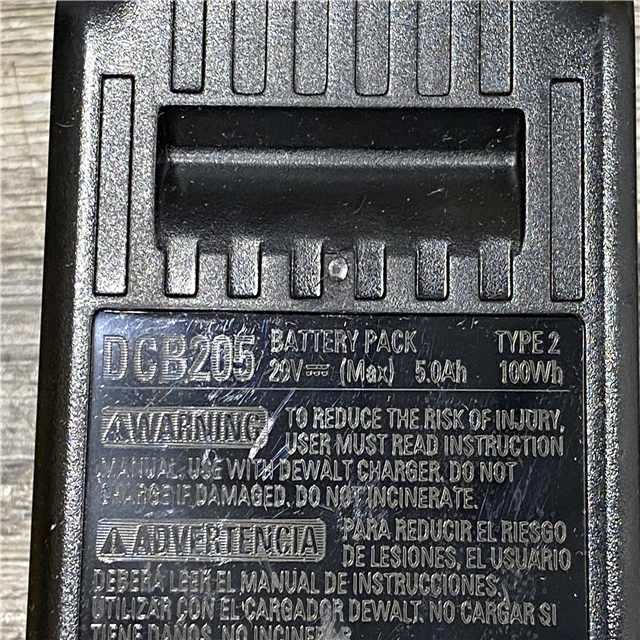 DCB205 BATTERY PACK TYPE 2
20V⎓ (Max) 5.0Ah 100Wh
⚠WARNING TO REDUCE THE RISK OF INJURY,
USER MUST READ INSTRUCTION
MANUAL. USE WITH DEWALT CHARGER. DO NOT
CHARGE IF DAMAGED. DO NOT INCINERATE.
⚠ADVERTENCIA PARA REDUCIR EL RIESGO
DE LESIONES, EL USUARIO
DEBERÁ LEER EL MANUAL DE INSTRUCCIONES.
UTILIZAR CON EL CARGADOR DEWALT. NO CARGAR SI
TIENE DAÑOS. NO INCINERAR.